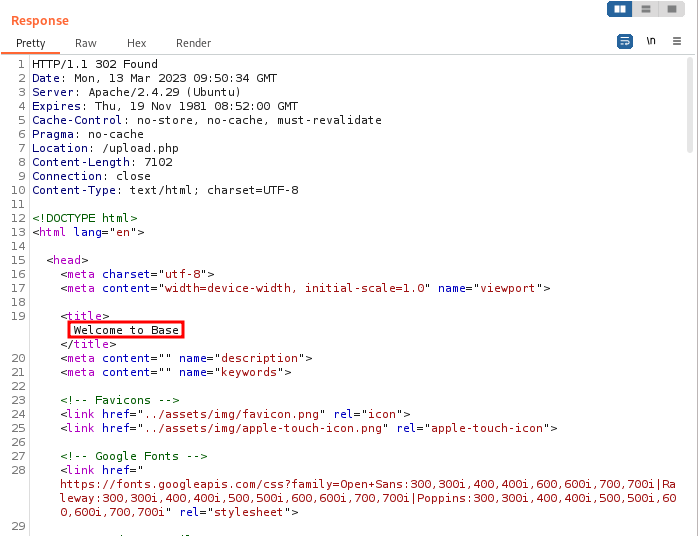 Response
Pretty Raw Hex Render \n
1 HTTP/1.1 302 Found
2 Date: Mon, 13 Mar 2023 09:50:34 GMT
3 Server: Apache/2.4.29 (Ubuntu)
4 Expires: Thu, 19 Nov 1981 08:52:00 GMT
5 Cache-Control: no-store, no-cache, must-revalidate
6 Pragma: no-cache
7 Location: /upload.php
8 Content-Length: 7102
9 Connection: close
10 Content-Type: text/html; charset=UTF-8
11
12 <!DOCTYPE html>
13 <html lang="en">
14
15 <head>
16 <meta charset="utf-8">
17 <meta content="width=device-width, initial-scale=1.0" name="viewport">
18
19 <title>
Welcome to Base
</title>
20 <meta content="" name="description">
21 <meta content="" name="keywords">
22
23 <!-- Favicons -->
24 <link href="../assets/img/favicon.png" rel="icon">
25 <link href="../assets/img/apple-touch-icon.png" rel="apple-touch-icon">
26
27 <!-- Google Fonts -->
28 <link href="
https://fonts.googleapis.com/css?family=Open+Sans:300,300i,400,400i,600,600i,700,700i|Ra
leway:300,300i,400,400i,500,500i,600,600i,700,700i|Poppins:300,300i,400,400i,500,500i,60
0,600i,700,700i" rel="stylesheet">
29